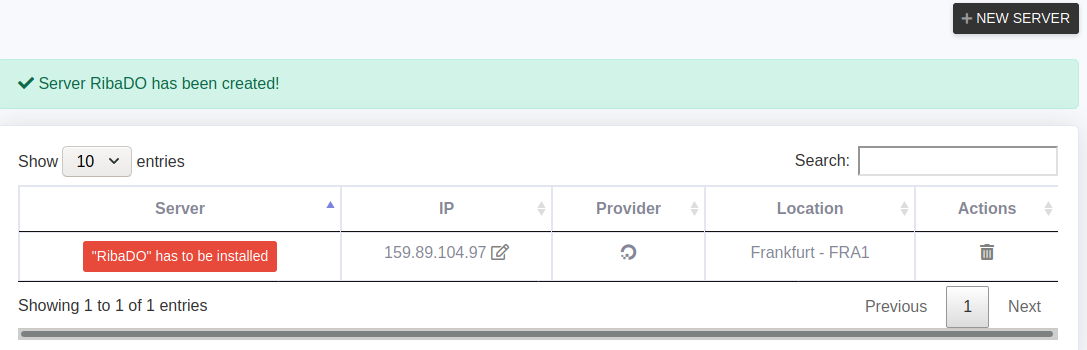 NEW SERVER
Server RibaDO has been created!
Show 10 entries Search:
Server IP Provider Location Actions
"RibaDO" has to be installed 159.89.104.97 Frankfurt - FRA1
Showing 1 to 1 of 1 entries Previous 1 Next